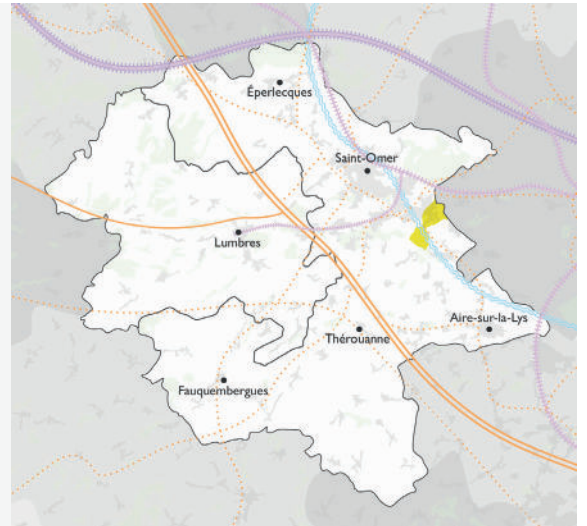 Éperlecques
Saint-Omer
Lumbres
Aire-sur-la-Lys
Thérouanne
Fauquembergues